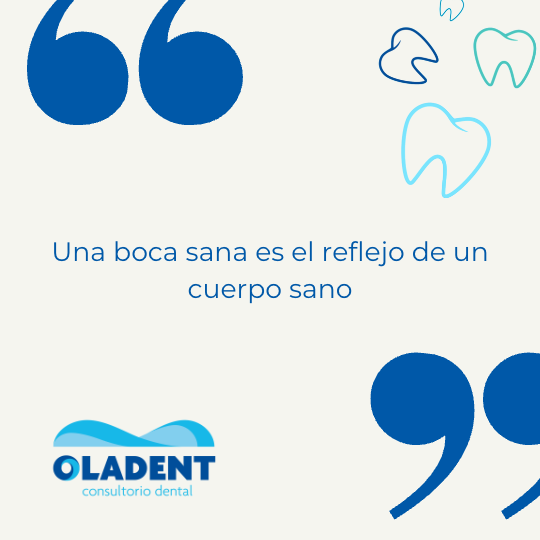 Una boca sana es el reflejo de un
cuerpo sano
OLADENT
consultorio dental